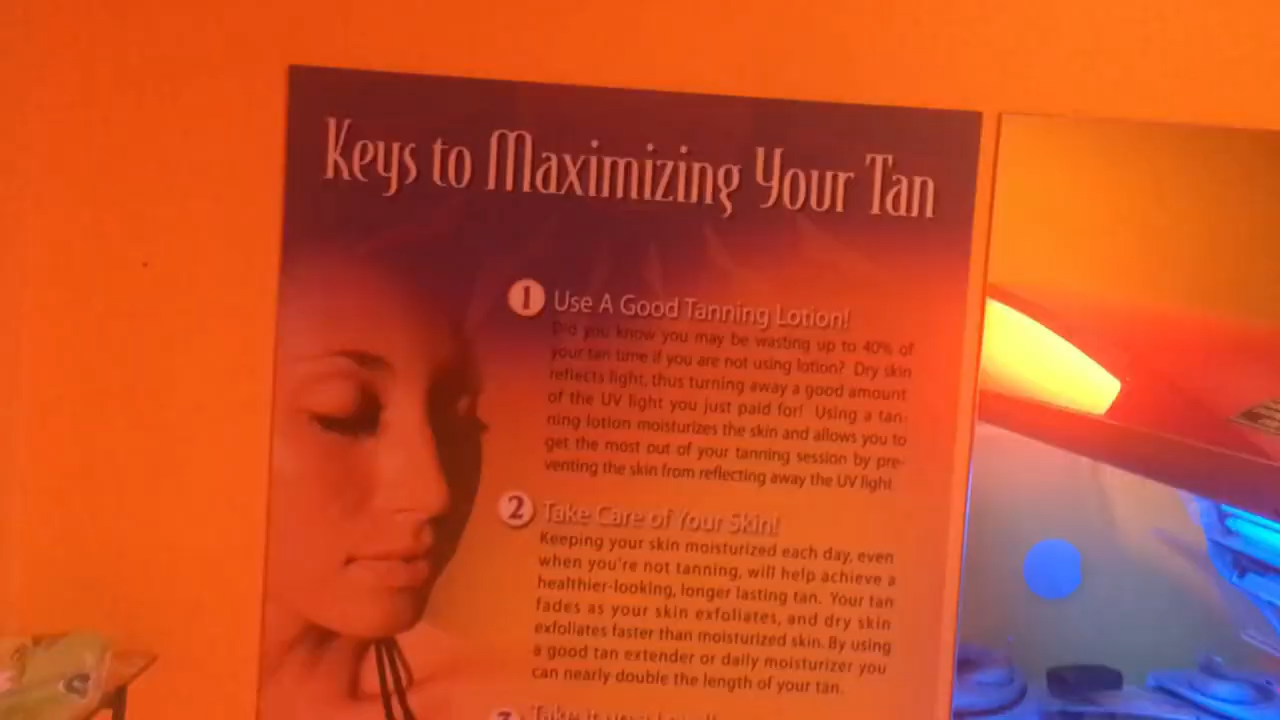 Keys to Maximizing Your Tan
1 Use A Good Tanning Lotion!
Did you know you may be wasting up to 40% of
your tan time if you are not using lotion? Dry skin
reflects light, thus turning away a good amount
of the UV light you just paid for! Using a tan-
ning lotion moisturizes the skin and allows you to
get the most out of your tanning session by pre-
venting the skin from reflecting away the UV light
2 Take Care of Your Skin!
Keeping your skin moisturized each day, even
when you're not tanning, will help achieve a
healthier-looking, longer lasting tan. Your tan
fades as your skin exfoliates, and dry skin
exfoliates faster than moisturized skin. By using
a good tan extender or daily moisturizer you
can nearly double the length of your tan.
3 Take it